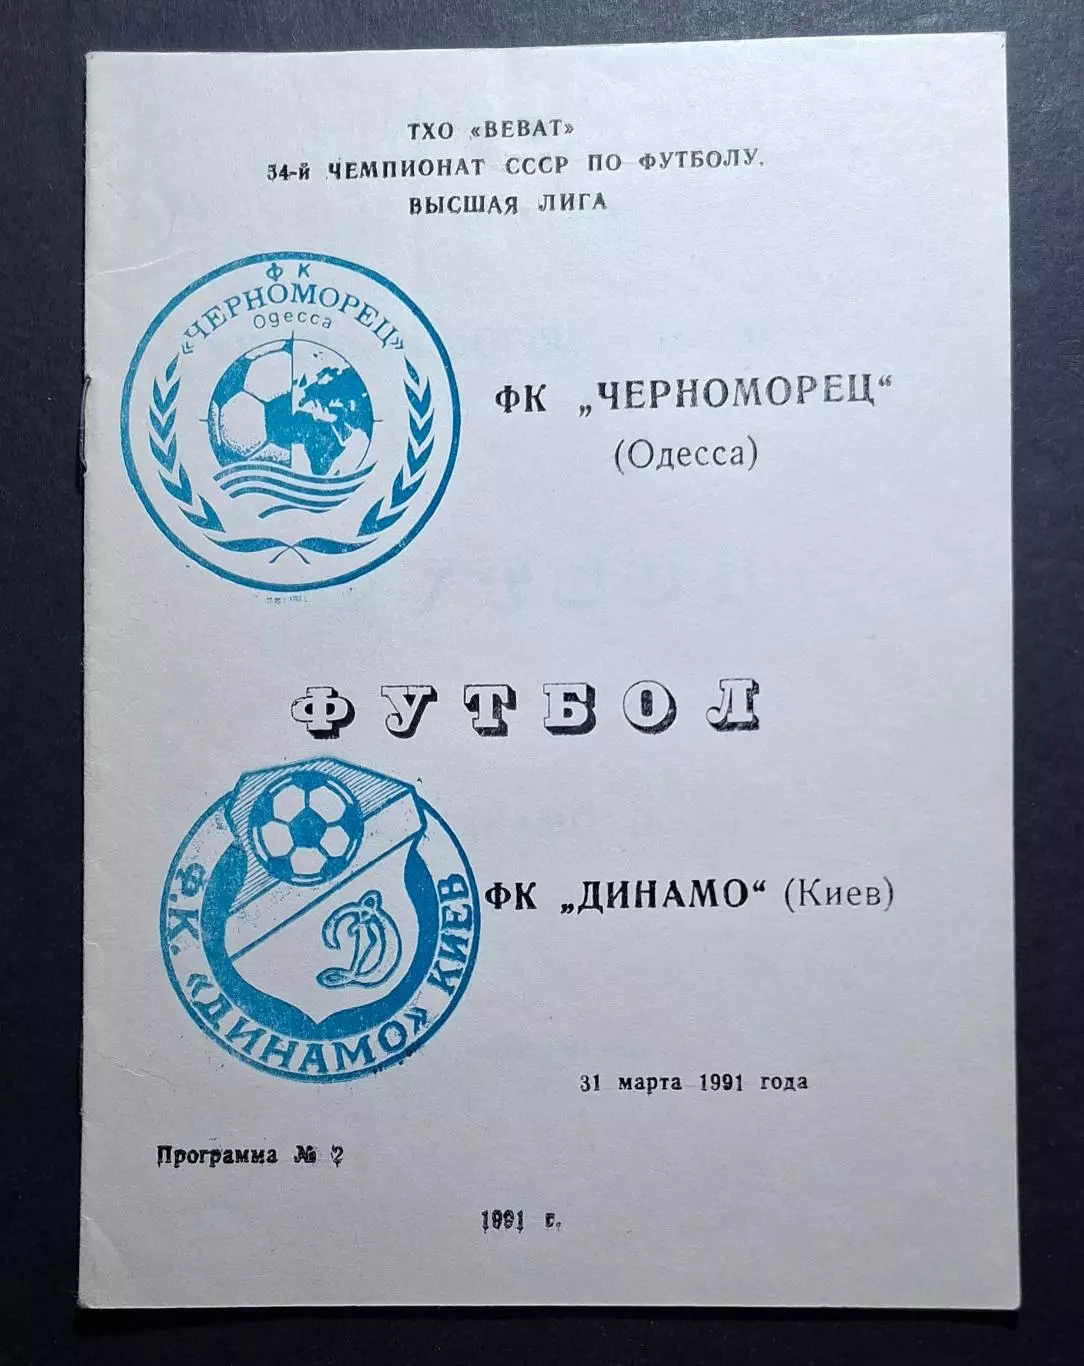 ТХО «ВЕВАТ»
54-й ЧЕМПИОНАТ СССР ПО ФУТБОЛУ.
ВЫСШАЯ ЛИГА
ФК
«ЧЕРНОМОРЕЦ»
Одесса
ФК „ЧЕРНОМОРЕЦ“
(Одесса)
ФУТБОЛ
Ф.К. «ДИНАМО» КИЕВ
Д
ФК „ДИНАМО“ (Киев)
31 марта 1991 года
Программа № 2
1991 г.